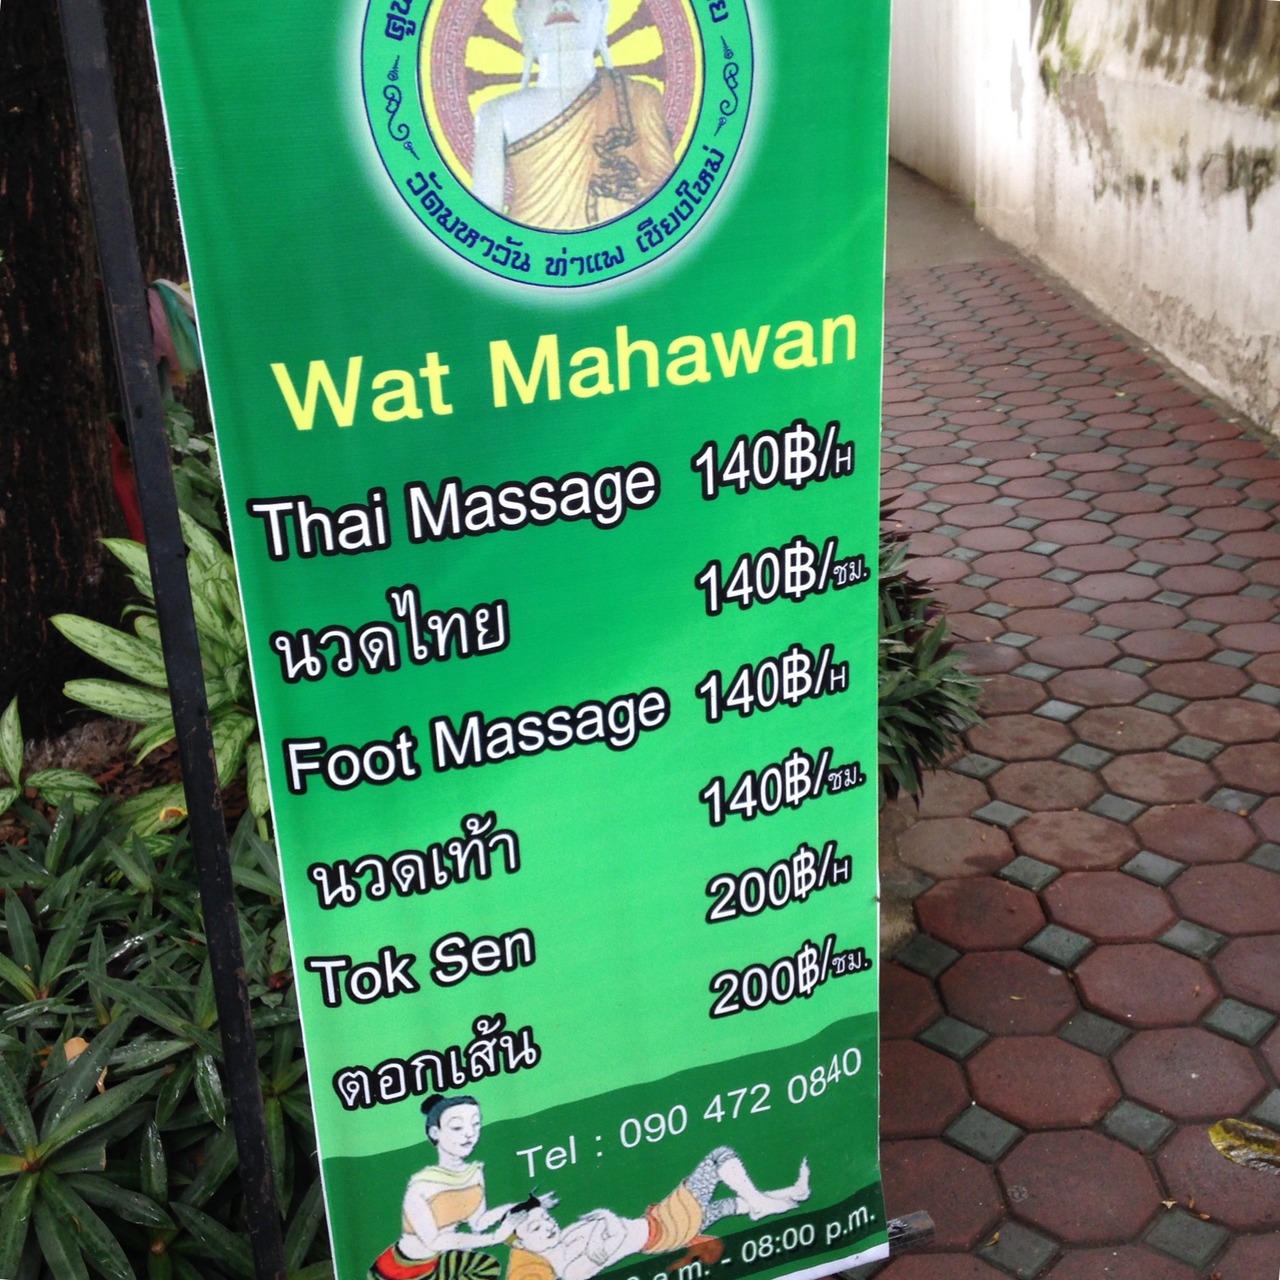 วัดมหาวัน ท่าแพ เชียงใหม่
Wat Mahawan
Thai Massage 140฿/H
นวดไทย 140฿/ชม.
Foot Massage 140฿/H
นวดเท้า 140฿/ชม.
Tok Sen 200฿/H
ตอกเส้น 200฿/ชม.
Tel : 090 472 0840
a.m. - 08:00 p.m.